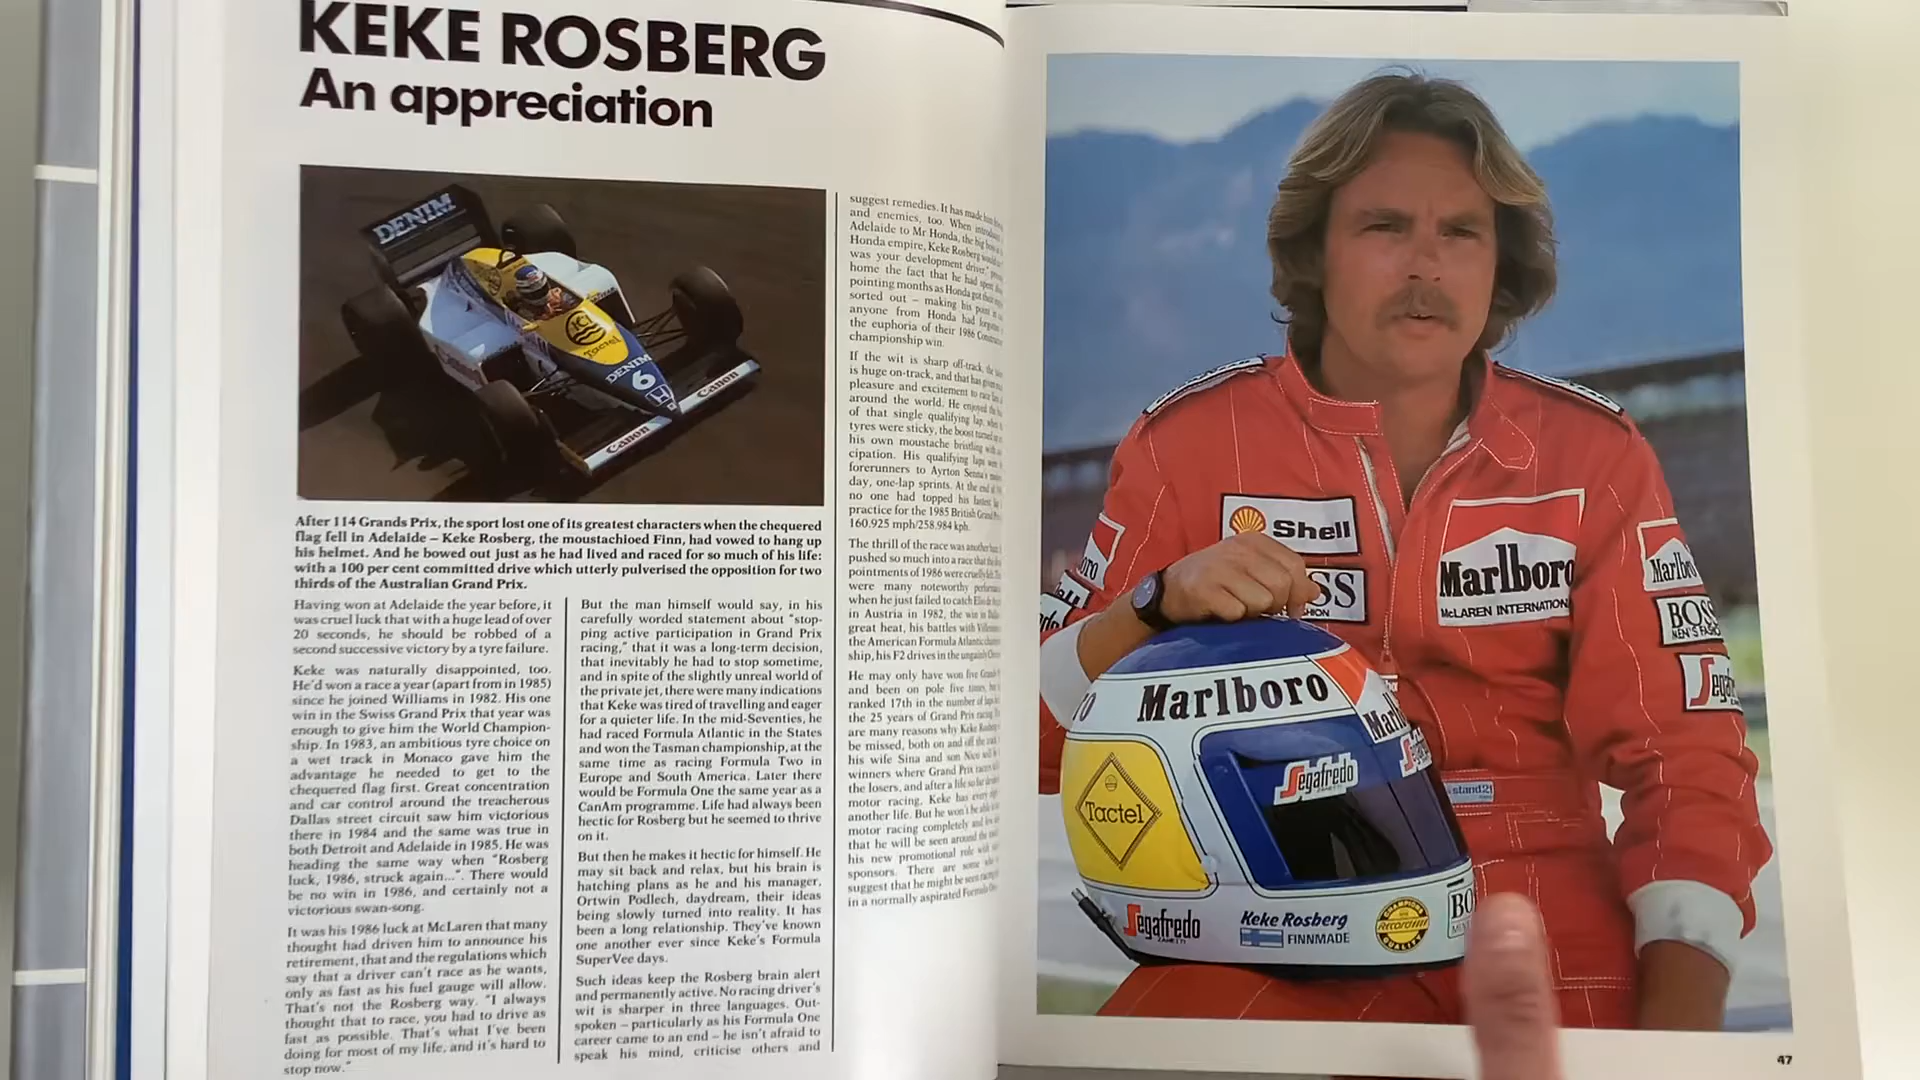 KEKE ROSBERG
An appreciation
DENIM
ICI
Tactel
DENIM
6
Canon
Canon
After 114 Grands Prix, the sport lost one of its greatest characters when the chequered
flag fell in Adelaide – Keke Rosberg, the moustachioed Finn, had vowed to hang up
his helmet. And he bowed out just as he had lived and raced for so much of his life:
with a 100 per cent committed drive which utterly pulverised the opposition for two
thirds of the Australian Grand Prix.
Having won at Adelaide the year before, it
was cruel luck that with a huge lead of over
20 seconds, he should be robbed of a
second successive victory by a tyre failure.
Keke was naturally disappointed, too.
He'd won a race a year (apart from in 1985)
since he joined Williams in 1982. His one
win in the Swiss Grand Prix that year was
enough to give him the World Champion-
ship. In 1983, an ambitious tyre choice on
a wet track in Monaco gave him the
advantage he needed to get to the
chequered flag first. Great concentration
and car control around the treacherous
Dallas street circuit saw him victorious
there in 1984 and the same was true in
both Detroit and Adelaide in 1985. He was
heading the same way when "Rosberg
luck, 1986, struck again...". There would
be no win in 1986, and certainly not a
victorious swan-song.
It was his 1986 luck at McLaren that many
thought had driven him to announce his
retirement, that and the regulations which
say that a driver can't race as he wants,
only as fast as his fuel gauge will allow.
That's not the Rosberg way. "I always
thought that to race, you had to drive as
fast as possible. That's what I've been
doing for most of my life, and it's hard to
stop now."
But the man himself would say, in his
carefully worded statement about "stop-
ping active participation in Grand Prix
racing," that it was a long-term decision,
that inevitably he had to stop sometime,
and in spite of the slightly unreal world of
the private jet, there were many indications
that Keke was tired of travelling and eager
for a quieter life. In the mid-Seventies, he
had raced Formula Atlantic in the States
and won the Tasman championship, at the
same time as racing Formula Two in
Europe and South America. Later there
would be Formula One the same year as a
CanAm programme. Life had always been
hectic for Rosberg but he seemed to thrive
on it.
But then he makes it hectic for himself. He
may sit back and relax, but his brain is
hatching plans as he and his manager,
Ortwin Podlech, daydream, their ideas
being slowly turned into reality. It has
been a long relationship. They've known
one another ever since Keke's Formula
SuperVee days.
Such ideas keep the Rosberg brain alert
and permanently active. No racing driver's
wit is sharper in three languages. Out-
spoken – particularly as his Formula One
career came to an end – he isn't afraid to
speak his mind, criticise others and
suggest remedies. It has made
and enemies, too. When
Adelaide to Mr Honda, the big
Honda empire, Keke Rosberg
was your development driver,"
home the fact that he had spent
pointing months as Honda got their
sorted out – making his point
anyone from Honda had
the euphoria of their 1986
championship win.
If the wit is sharp off-track, the
is huge on-track, and that has given
pleasure and excitement to race
around the world. He enjoyed
of that single qualifying lap, when
tyres were sticky, the boost turned
his own moustache bristling with
cipation. His qualifying laps were
forerunners to Ayrton Senna's
day, one-lap sprints. At the end of
no one had topped his fastest
practice for the 1985 British Grand
160.925 mph/258.984 kph.
The thrill of the race was another
pushed so much into a race that the
pointments of 1986 were cruelly
were many noteworthy
when he just failed to catch Elio de
in Austria in 1982, the win in Dallas
great heat, his battles with
the American Formula Atlantic
ship, his F2 drives in the ungainly
He may only have won five
and been on pole five times,
ranked 17th in the number of
the 25 years of Grand Prix racing.
are many reasons why Keke
be missed, both on and off the
his wife Sina and son Nico
winners where Grand Prix
the losers, and after a life
motor racing, Keke has every
another life. But he won't be
motor racing completely and
that he will be seen around the
his new promotional role with
sponsors. There are some who
suggest that he might be seen
in a normally aspirated Formula
Shell
BOSS
Marlboro
McLAREN INTERNATIONAL
Marlboro
BOSS
MEN'S FASHION
Marlboro
Segafredo
ZANETTI
Tactel
stand21
Segafredo
ZANETTI
Keke Rosberg
FINNMADE
CHAMPIONS
QUALITY
47